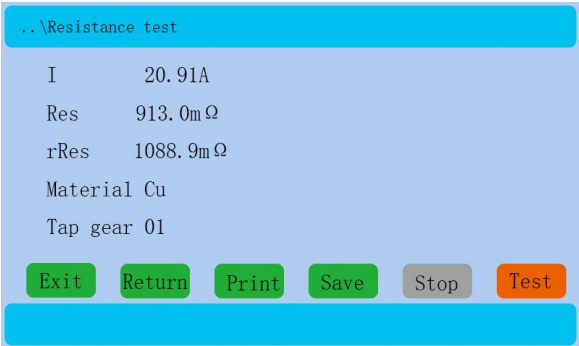 ..\Resistance test
I 20.91A
Res 913.0mΩ
rRes 1088.9mΩ
Material Cu
Tap gear 01
Exit Return Print Save Stop Test